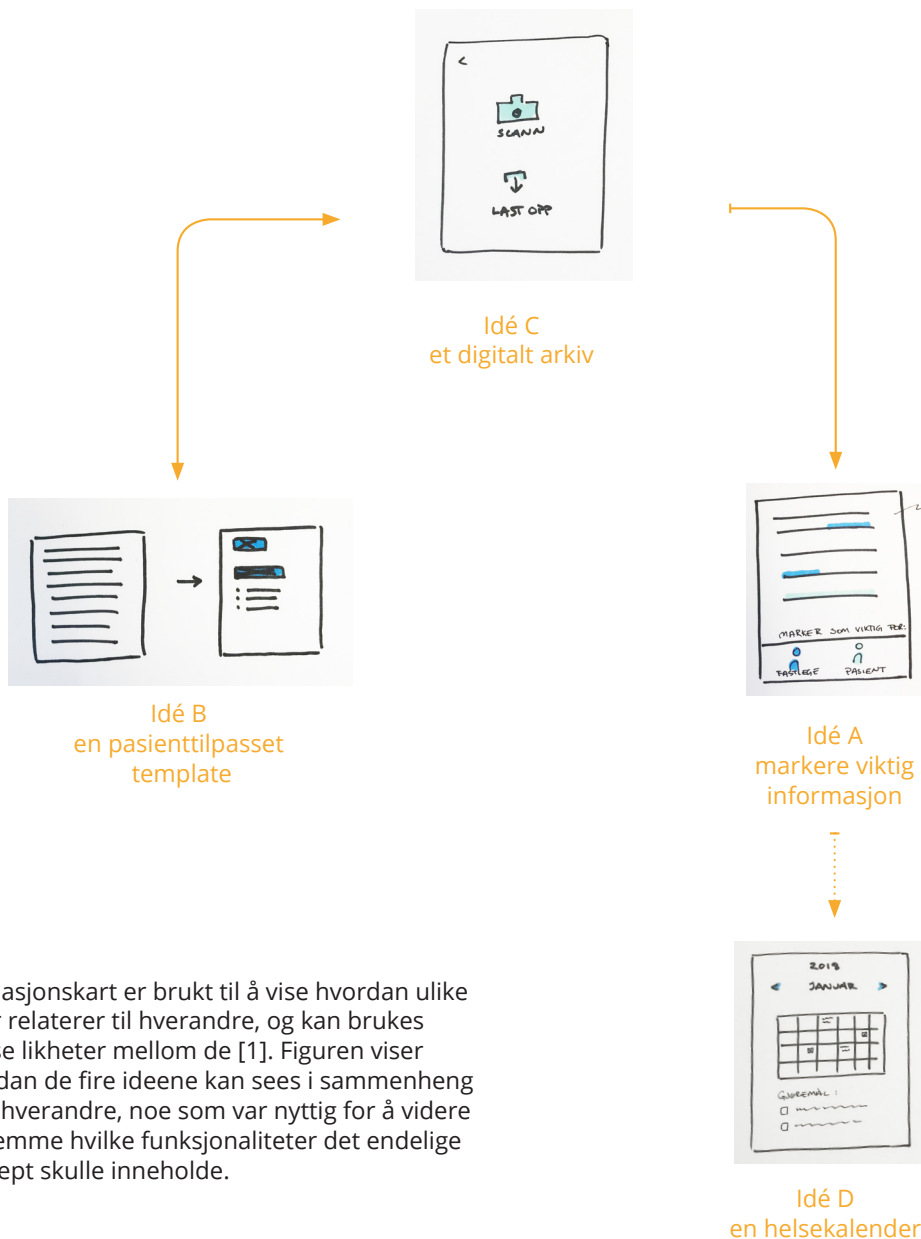 <
SCANN
LAST OPP
Idé C
et digitalt arkiv
Idé B
en pasienttilpasset
template
MARKER SOM VIKTIG FOR:
FASTLEGE PASIENT
Idé A
markere viktig
informasjon
asjonskart er brukt til å vise hvordan ulike
r relaterer til hverandre, og kan brukes
se likheter mellom de [1]. Figuren viser
dan de fire ideene kan sees i sammenheng
hverandre, noe som var nyttig for å videre
emme hvilke funksjonaliteter det endelige
ept skulle inneholde.
2018
JANUAR
GJØREMÅL:
Idé D
en helsekalender